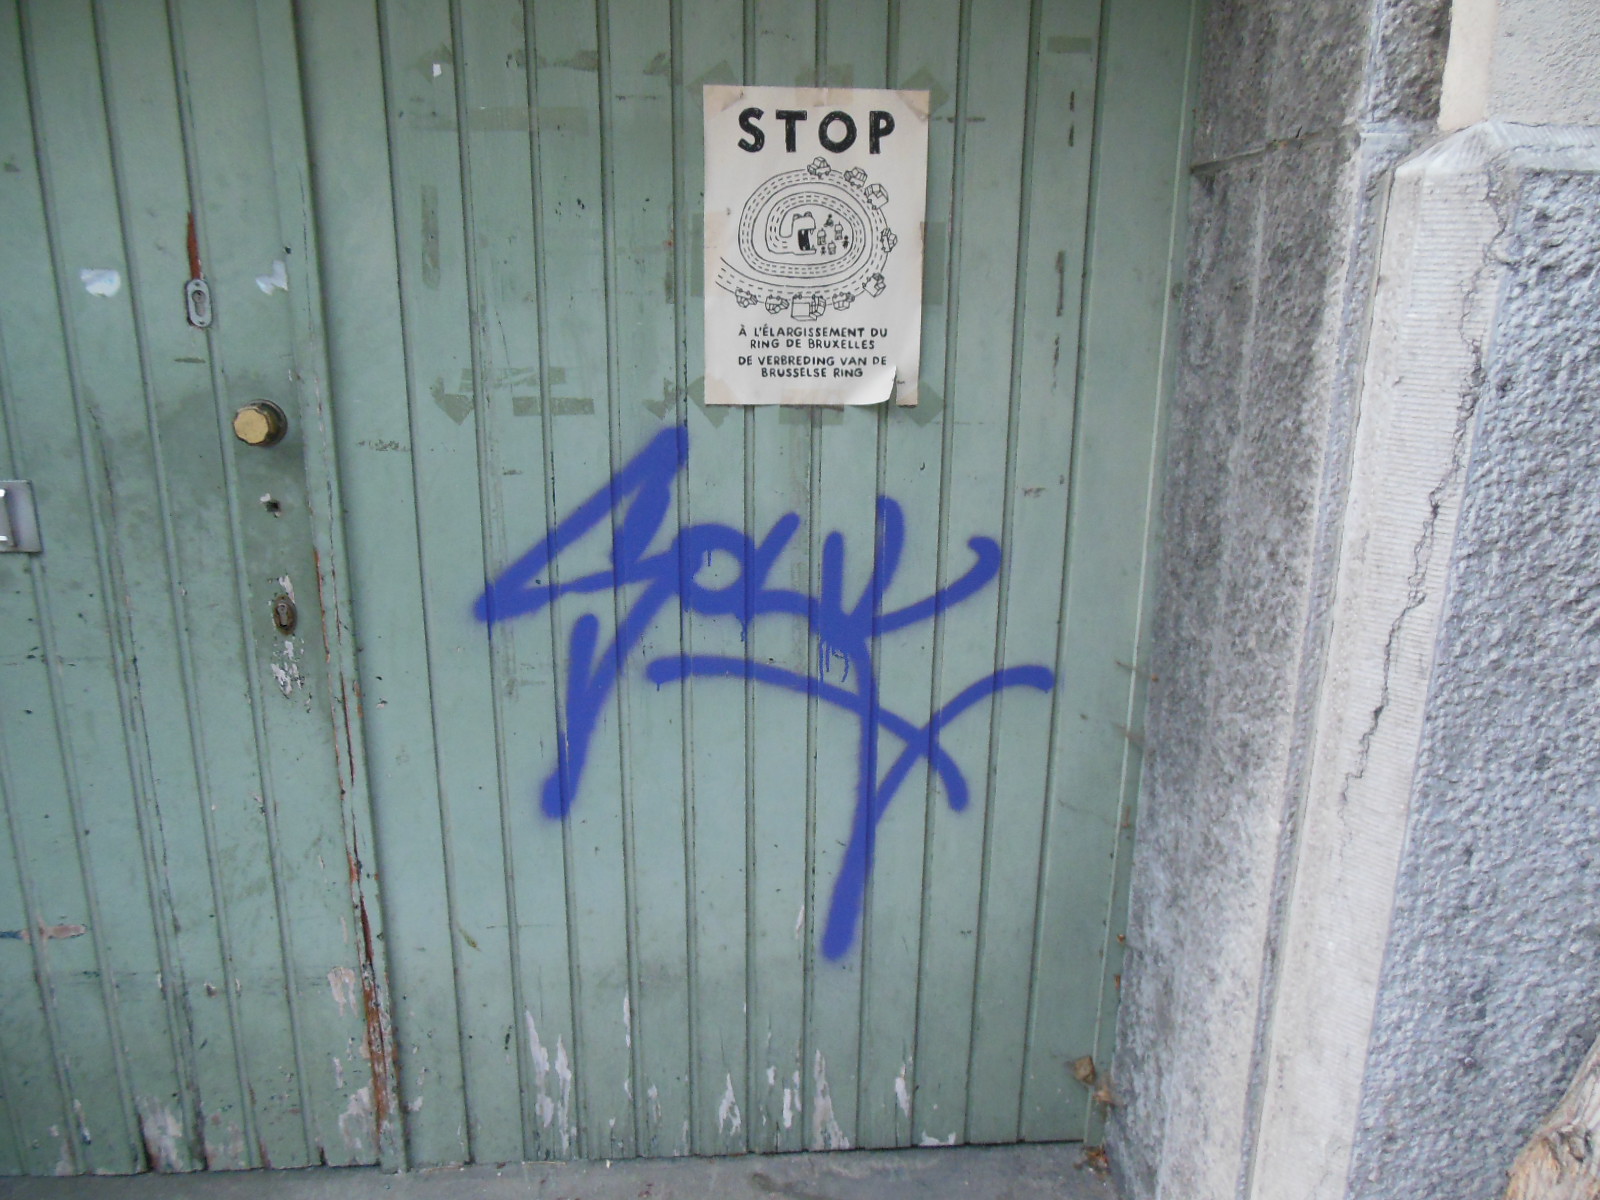 STOP
À L'ÉLARGISSEMENT DU
RING DE BRUXELLES
DE VERBREDING VAN DE
BRUSSELSE RING